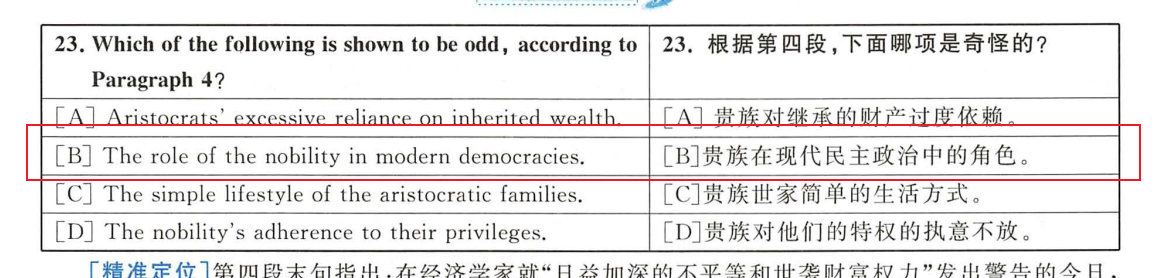 23. Which of the following is shown to be odd, according to
Paragraph 4?
23. 根据第四段,下面哪项是奇怪的?
[A] Aristocrats' excessive reliance on inherited wealth.
[A] 贵族对继承的财产过度依赖。
[B] The role of the nobility in modern democracies.
[B]贵族在现代民主政治中的角色。
[C] The simple lifestyle of the aristocratic families.
[C]贵族世家简单的生活方式。
[D] The nobility's adherence to their privileges.
[D]贵族对他们的特权的执意不放。
[精准定位]第四段末句指出:在经济学家就“日益加深的不平等和世袭财富权力”发出警告的今日,